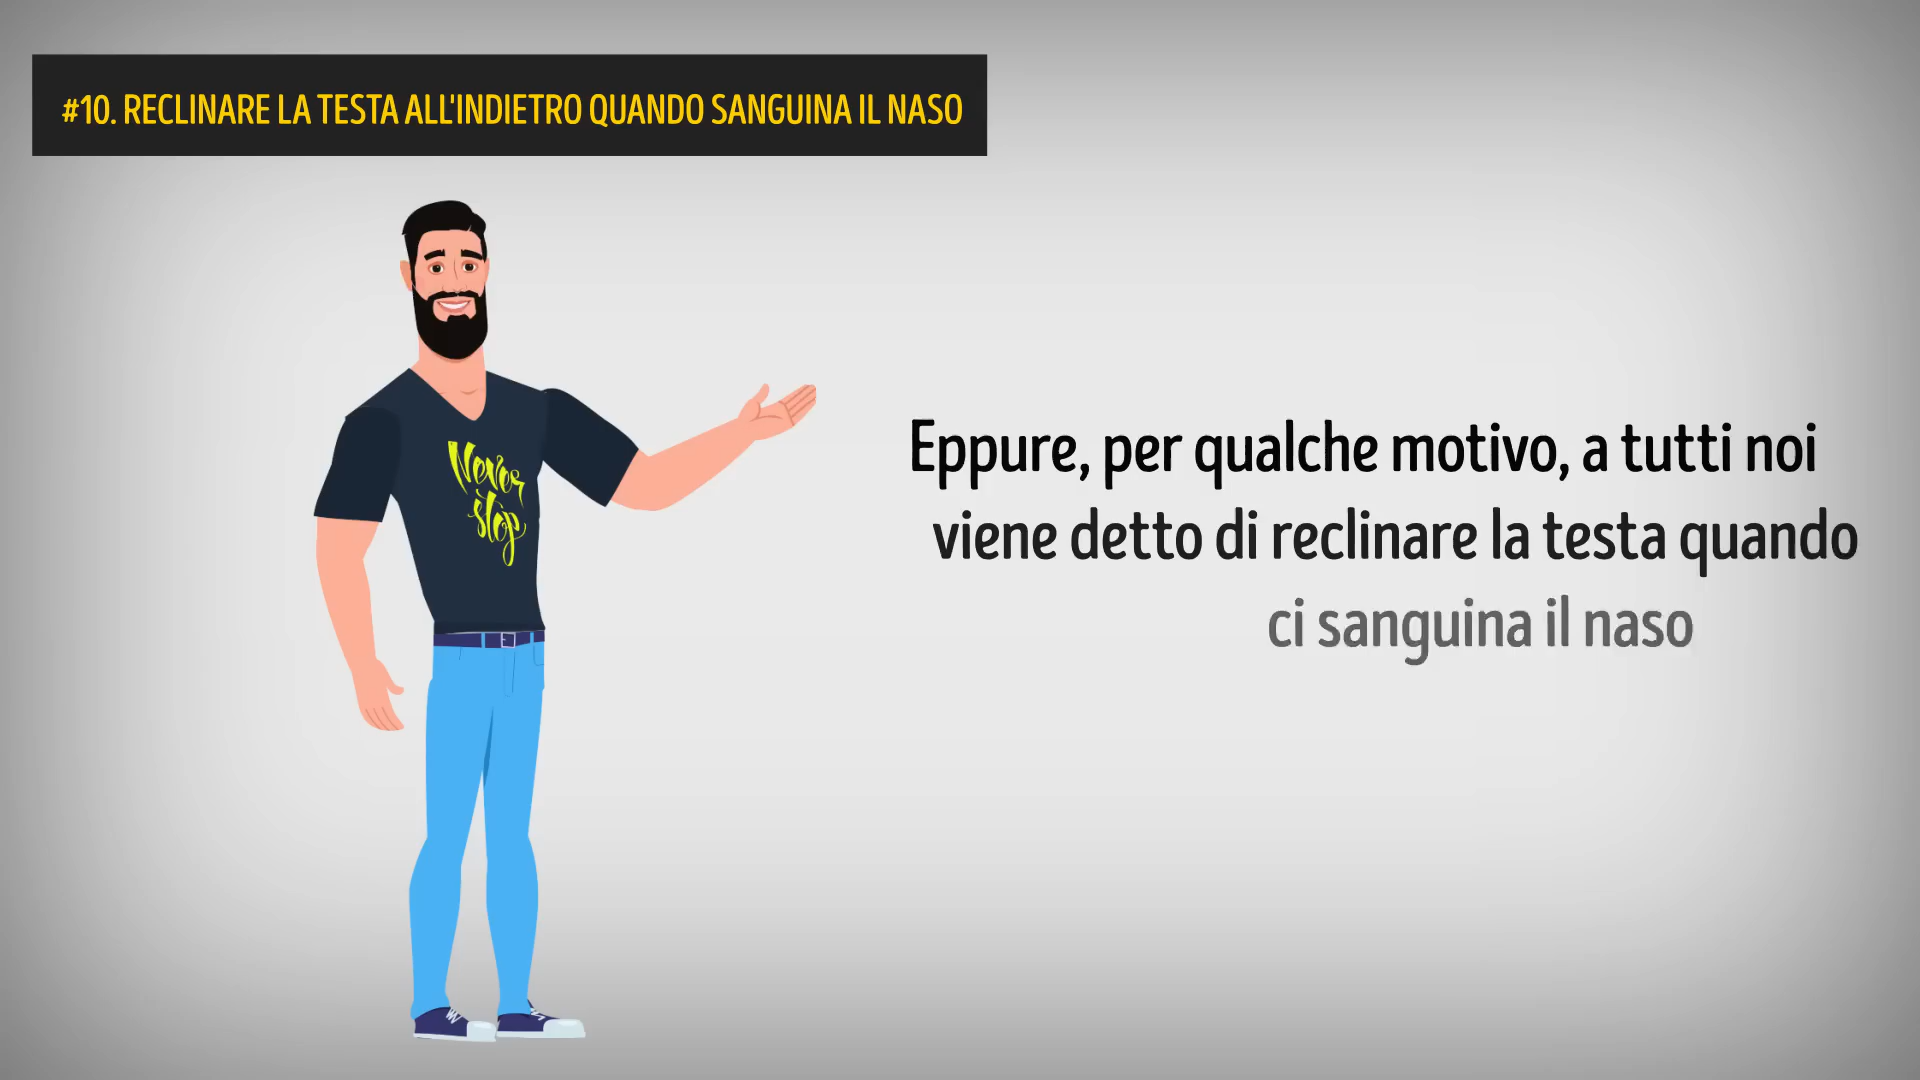 #10. RECLINARE LA TESTA ALL'INDIETRO QUANDO SANGUINA IL NASO
Never
stop
Eppure, per qualche motivo, a tutti noi
viene detto di reclinare la testa quando
ci sanguina il naso